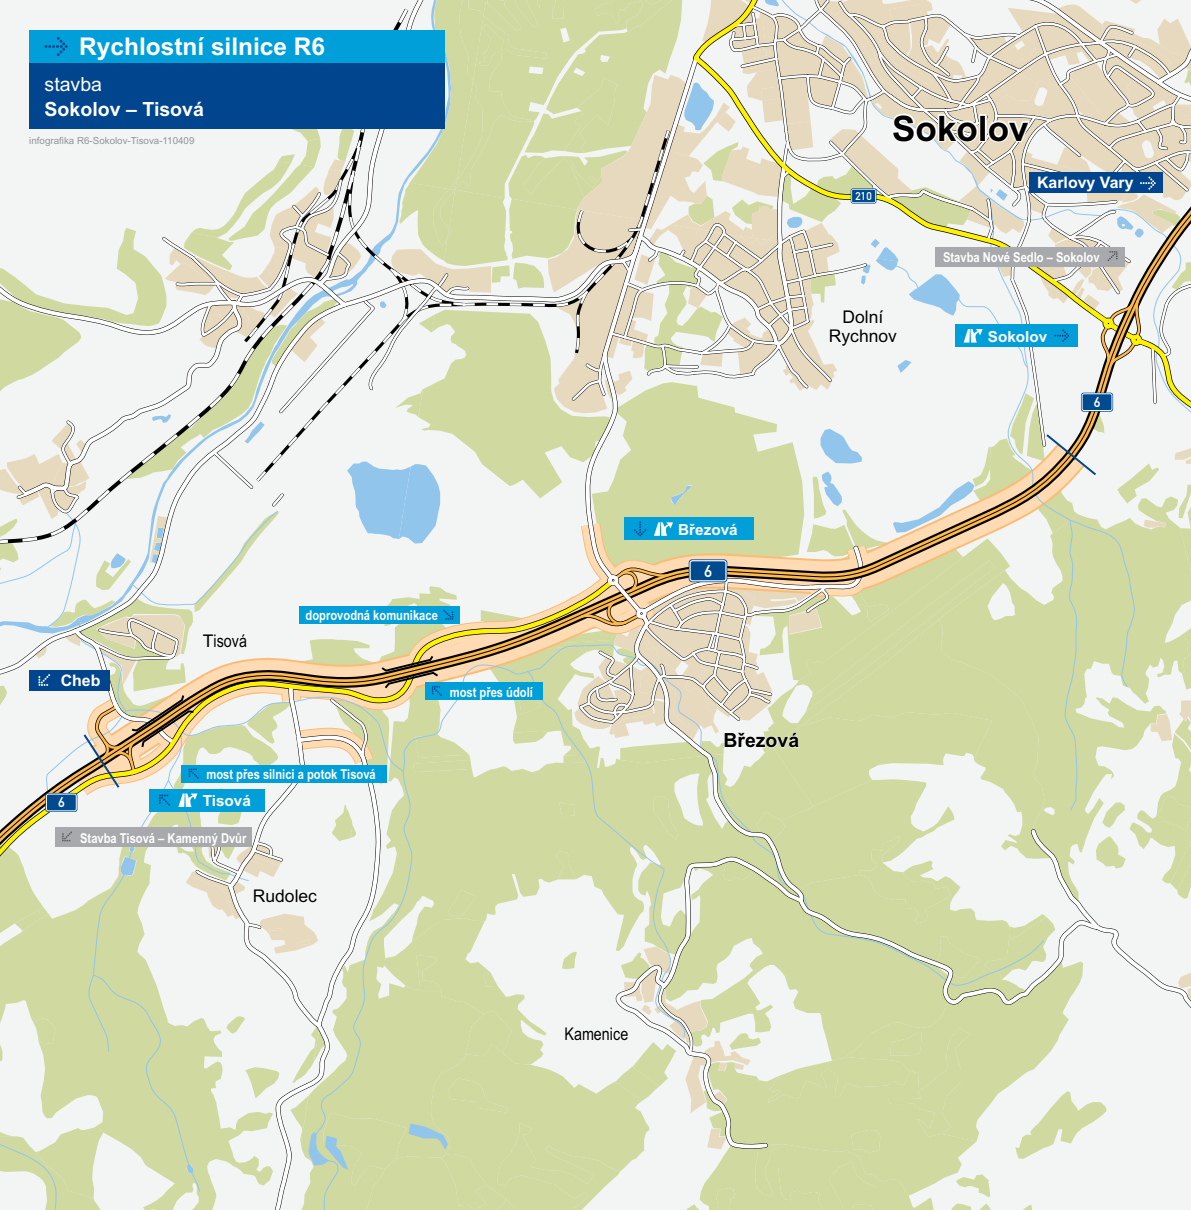 Rychlostní silnice R6
stavba
Sokolov – Tisová
infografika R6-Sokolov-Tisova-110409
Sokolov
Karlovy Vary
210
Stavba Nové Sedlo – Sokolov
Dolní
Rychnov
Sokolov
6
Březová
6
doprovodná komunikace
Tisová
Cheb
most přes údolí
Březová
most přes silnici a potok Tisová
6
Tisová
Stavba Tisová – Kamenný Dvůr
Rudolec
Kamenice